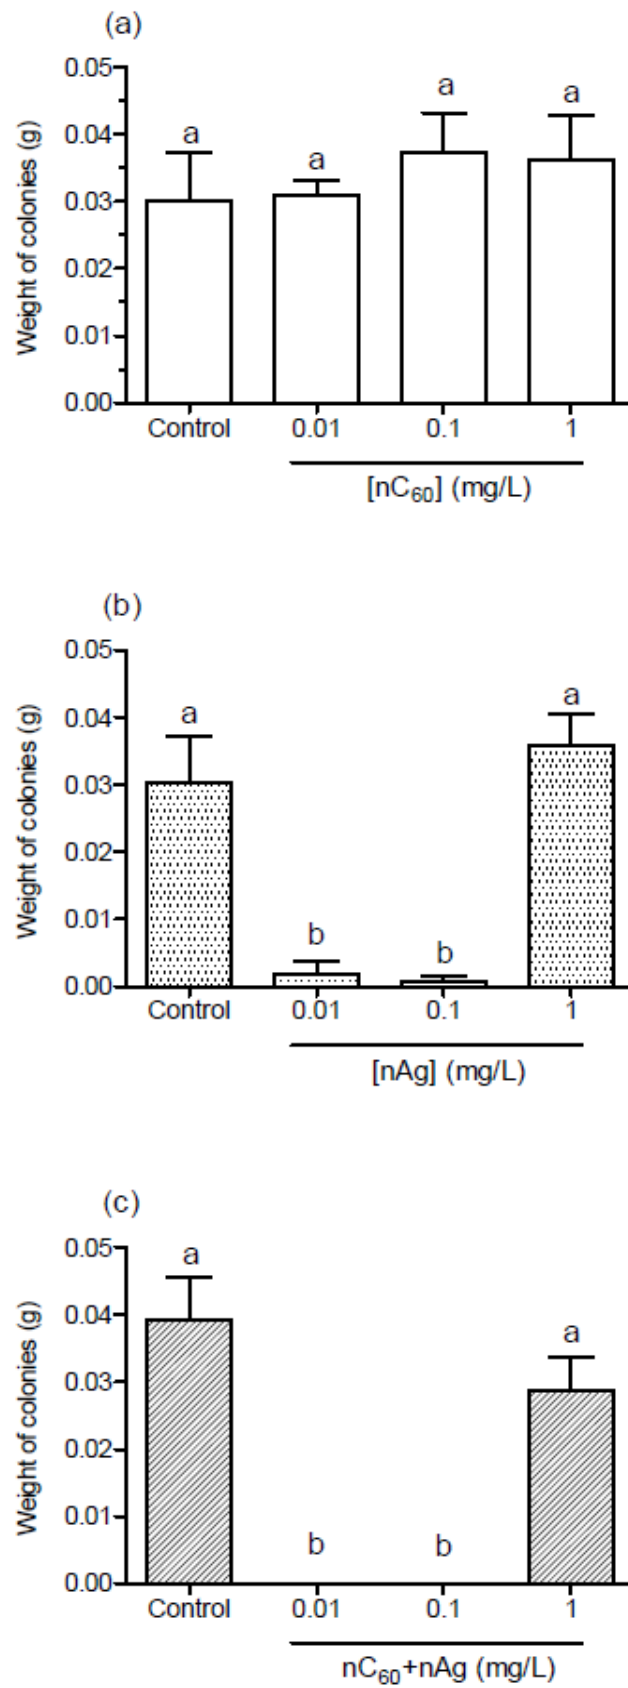 (a)
Weight of colonies (g)
0.05
0.04
0.03
0.02
0.01
0.00
a
a
a
a
Control 0.01 0.1 1
[nC₆₀] (mg/L)
(b)
Weight of colonies (g)
0.05
0.04
0.03
0.02
0.01
0.00
a
b
b
a
Control 0.01 0.1 1
[nAg] (mg/L)
(c)
Weight of colonies (g)
0.05
0.04
0.03
0.02
0.01
0.00
a
b
b
a
Control 0.01 0.1 1
nC₆₀+nAg (mg/L)